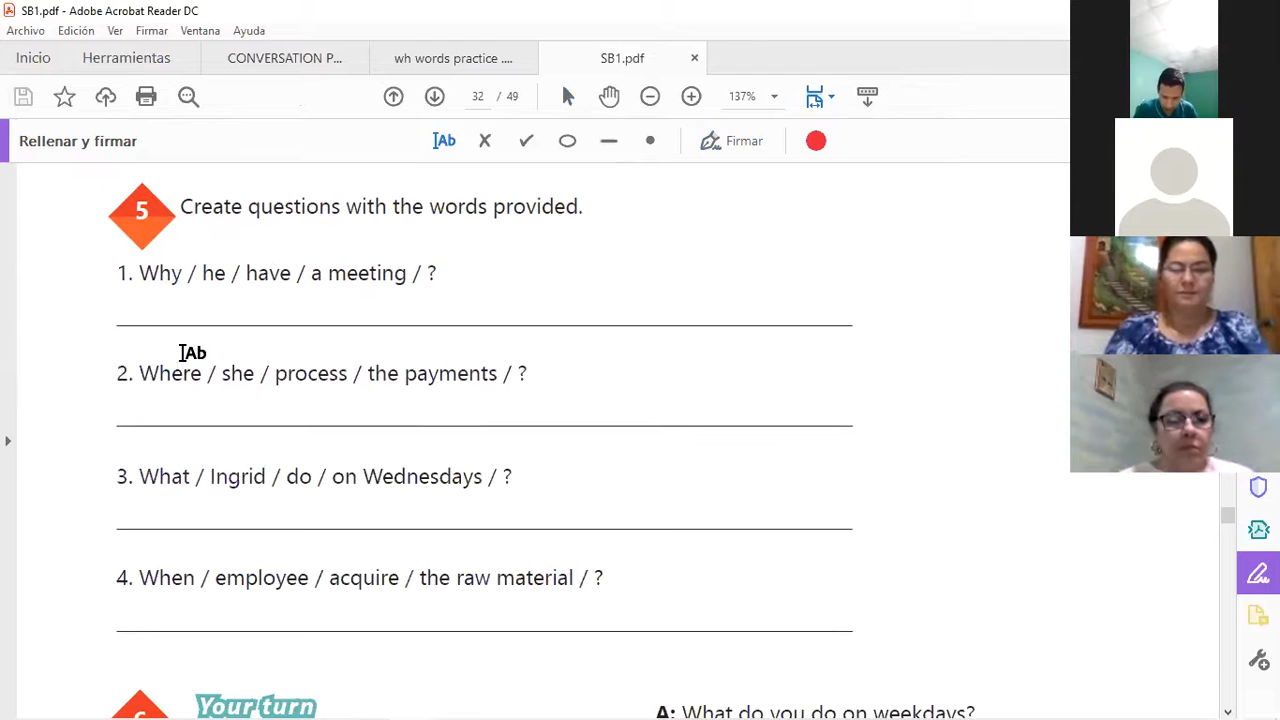 SB1.pdf - Adobe Acrobat Reader DC
Archivo Edición Ver Firmar Ventana Ayuda
Inicio Herramientas CONVERSATION P... wh words practice .... SB1.pdf ×
32 / 49 137%
Rellenar y firmar Ab Firmar
5 Create questions with the words provided.
1. Why / he / have / a meeting / ?
Ab
2. Where / she / process / the payments / ?
3. What / Ingrid / do / on Wednesdays / ?
4. When / employee / acquire / the raw material / ?
6 Your turn
A: What do you do on weekdays?